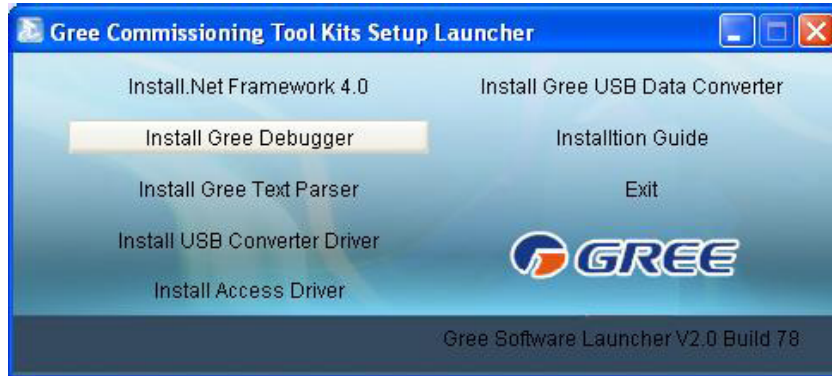 Gree Commissioning Tool Kits Setup Launcher
Install.Net Framework 4.0
Install Gree USB Data Converter
Install Gree Debugger
Installtion Guide
Install Gree Text Parser
Exit
Install USB Converter Driver
GREE
Install Access Driver
Gree Software Launcher V2.0 Build 78